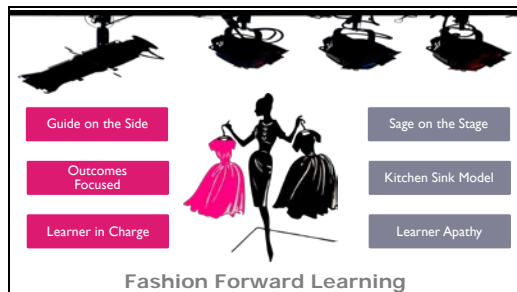 Guide on the Side
Outcomes
Focused
Learner in Charge
Sage on the Stage
Kitchen Sink Model
Learner Apathy
Fashion Forward Learning